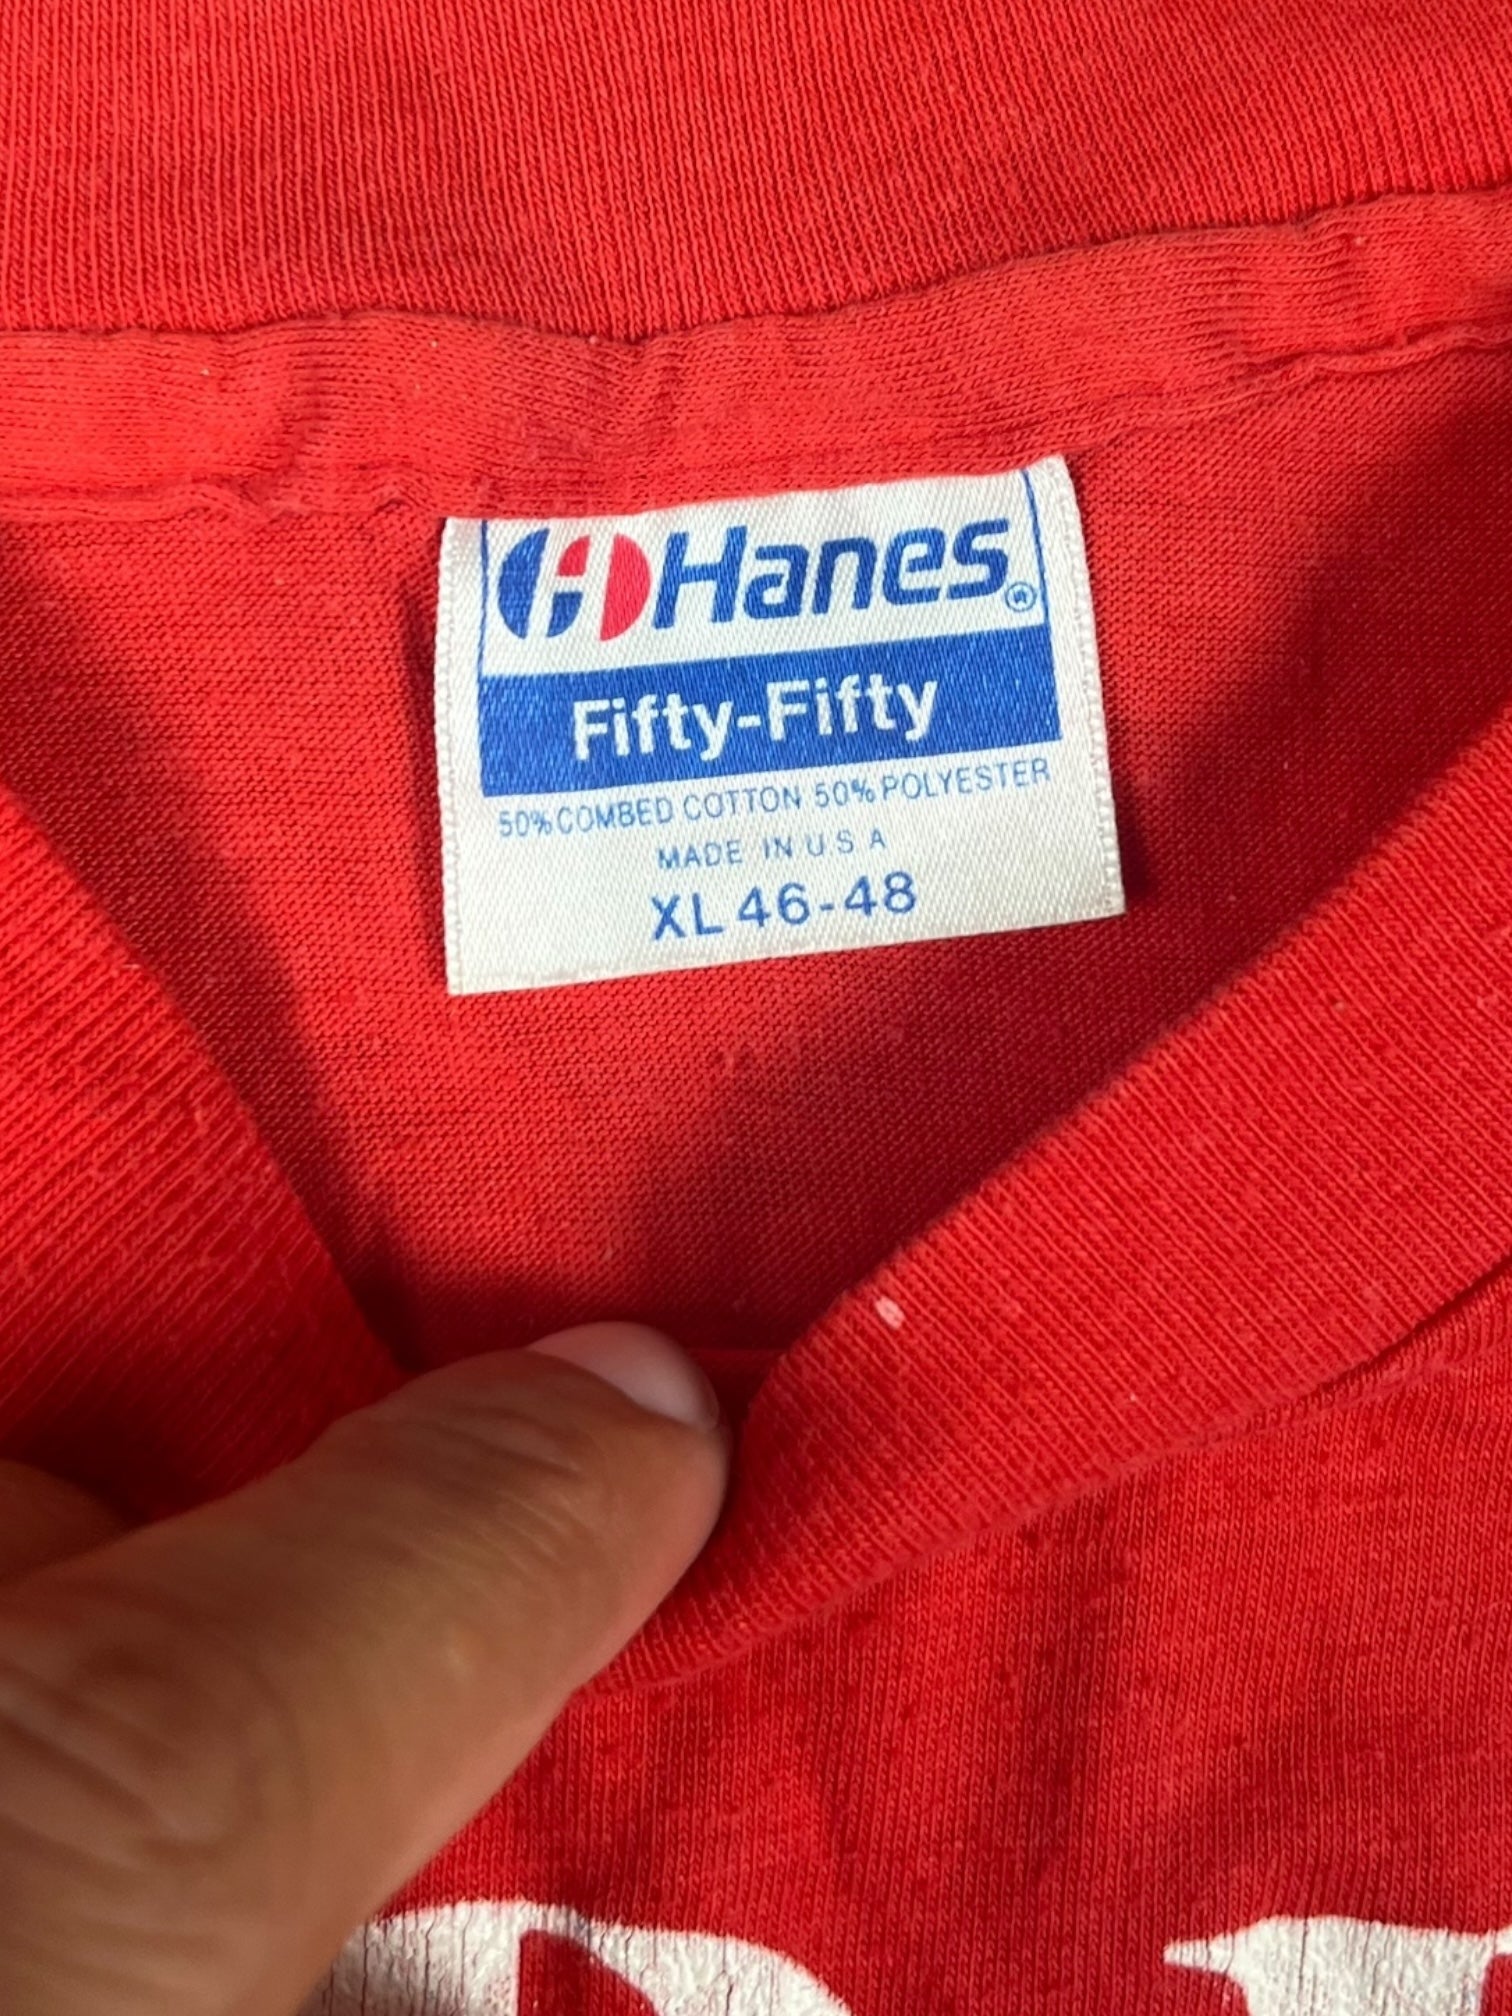 Hanes®
Fifty-Fifty
50% COMBED COTTON 50% POLYESTER
MADE IN U.S A
XL 46-48